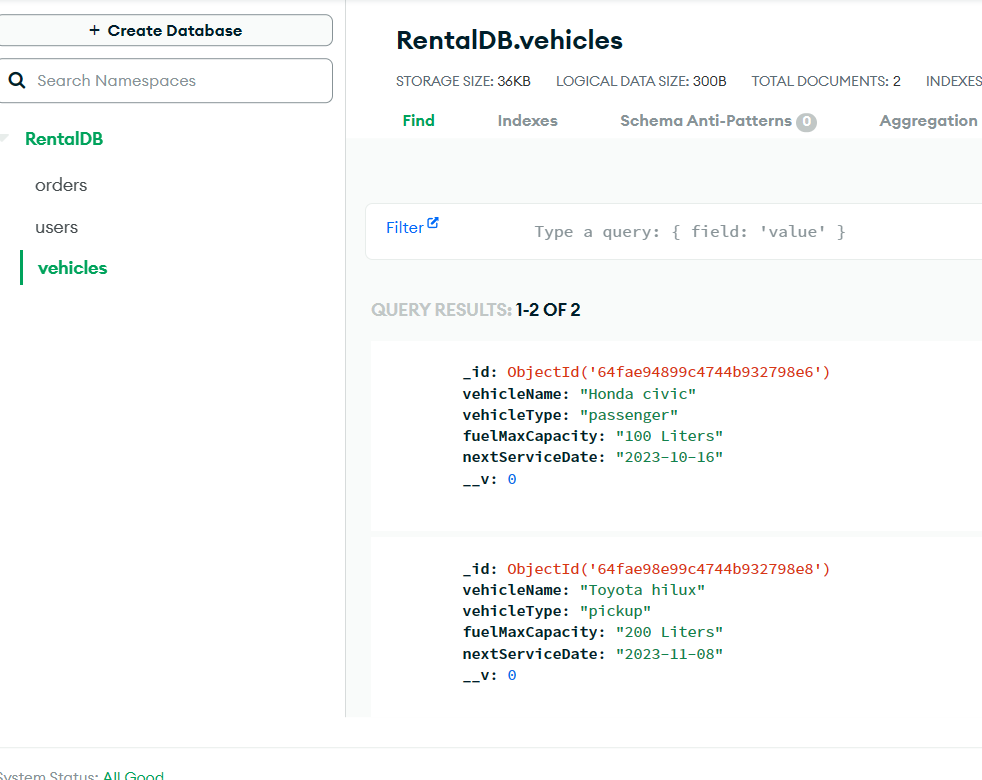 + Create Database
Search Namespaces
RentalDB
orders
users
vehicles
RentalDB.vehicles
STORAGE SIZE: 36KB LOGICAL DATA SIZE: 300B TOTAL DOCUMENTS: 2 INDEXES
Find Indexes Schema Anti-Patterns 0 Aggregation
Filter Type a query: { field: 'value' }
QUERY RESULTS: 1-2 OF 2
_id: ObjectId('64fae94899c4744b932798e6')
vehicleName: "Honda civic"
vehicleType: "passenger"
fuelMaxCapacity: "100 Liters"
nextServiceDate: "2023-10-16"
__v: 0
_id: ObjectId('64fae98e99c4744b932798e8')
vehicleName: "Toyota hilux"
vehicleType: "pickup"
fuelMaxCapacity: "200 Liters"
nextServiceDate: "2023-11-08"
__v: 0
System Status: All Good